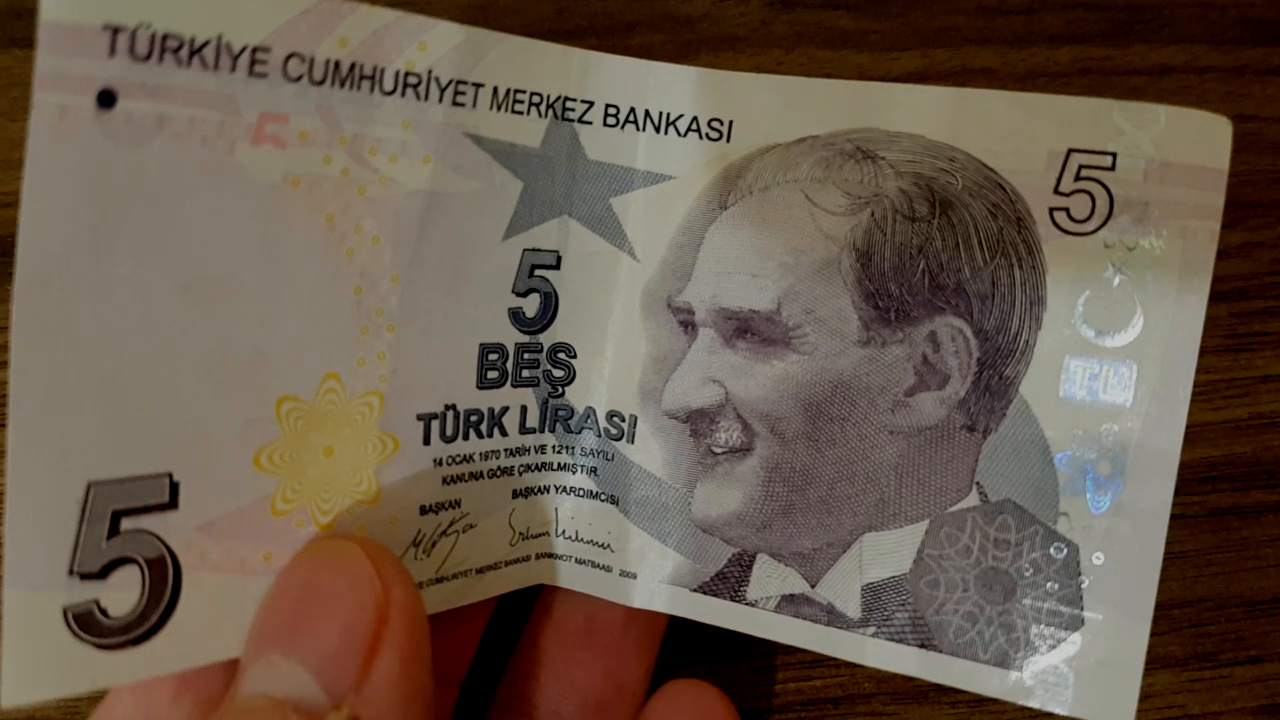 TÜRKİYE CUMHURİYET MERKEZ BANKASI
5
5
5
BEŞ
TÜRK LİRASI
14 OCAK 1970 TARİH VE 1211 SAYILI
KANUNA GÖRE ÇIKARILMIŞTIR.
BAŞKAN
BAŞKAN YARDIMCISI
CUMHURİYET MERKEZ BANKASI BANKNOT MATBAASI 2009
5
TL